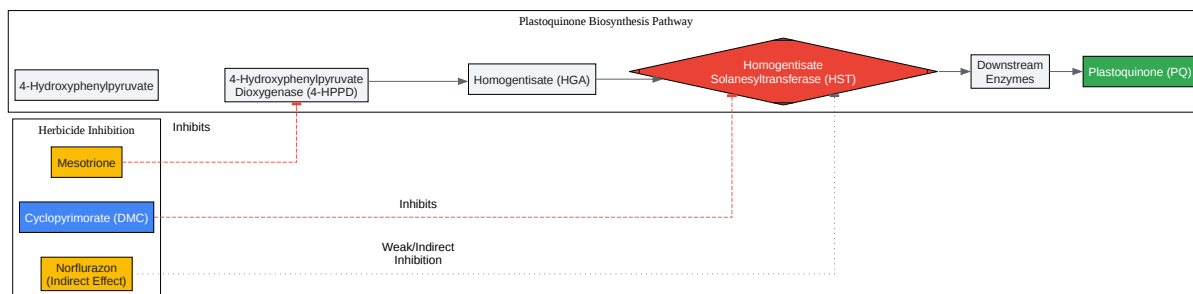 Plastoquinone Biosynthesis Pathway
4-Hydroxyphenylpyruvate
4-Hydroxyphenylpyruvate
Dioxygenase (4-HPPD)
Homogentisate (HGA)
Homogentisate
Solanesyltransferase (HST)
Downstream
Enzymes
Plastoquinone (PQ)
Herbicide Inhibition
Inhibits
Mesotrione
Cyclopyrimorate (DMC)
Inhibits
Weak/Indirect
Inhibition
Norflurazon
(Indirect Effect)